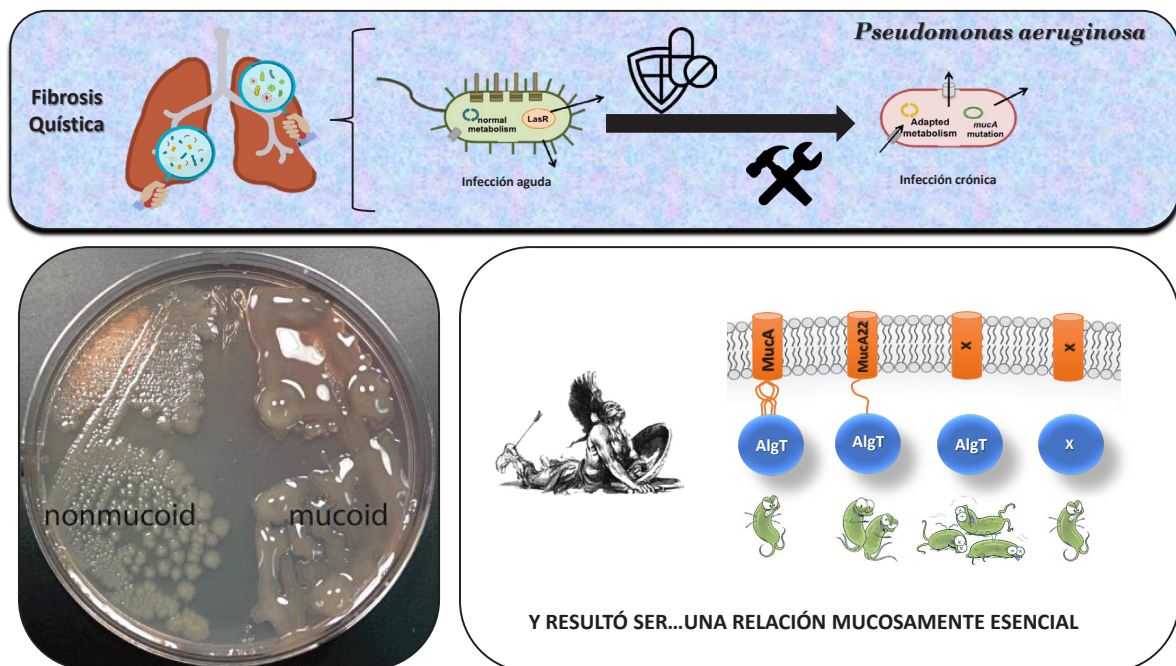 Pseudomonas aeruginosa
Fibrosis
Quística
normal
metabolism
LasR
Infección aguda
Adapted
metabolism
mucA
mutation
Infección crónica
nonmucoid
mucoid
MucA
MucA22
X
X
AlgT
AlgT
AlgT
X
Y RESULTÓ SER...UNA RELACIÓN MUCOSAMENTE ESENCIAL